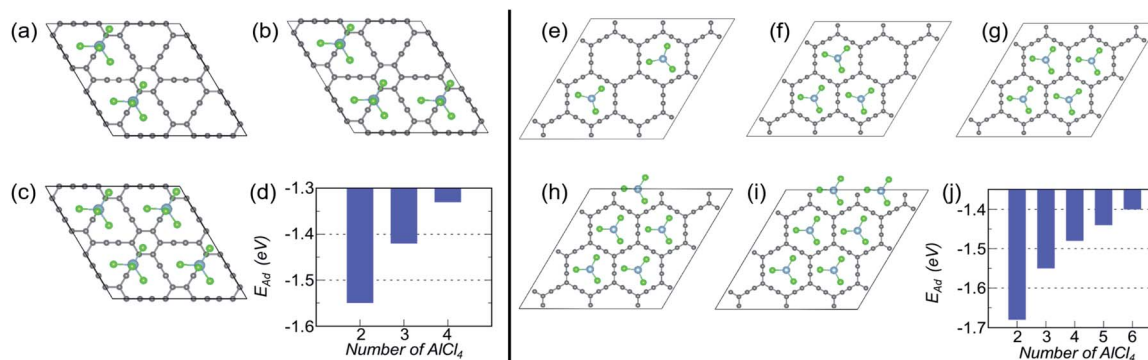 (a)
(b)
(e)
(f)
(g)
(c)
(d)
-1.3
-1.4
-1.5
-1.6
E_Ad (eV)
2 3 4
Number of AlCl₄
(h)
(i)
(j)
-1.4
-1.5
-1.6
-1.7
E_Ad (eV)
2 3 4 5 6
Number of AlCl₄